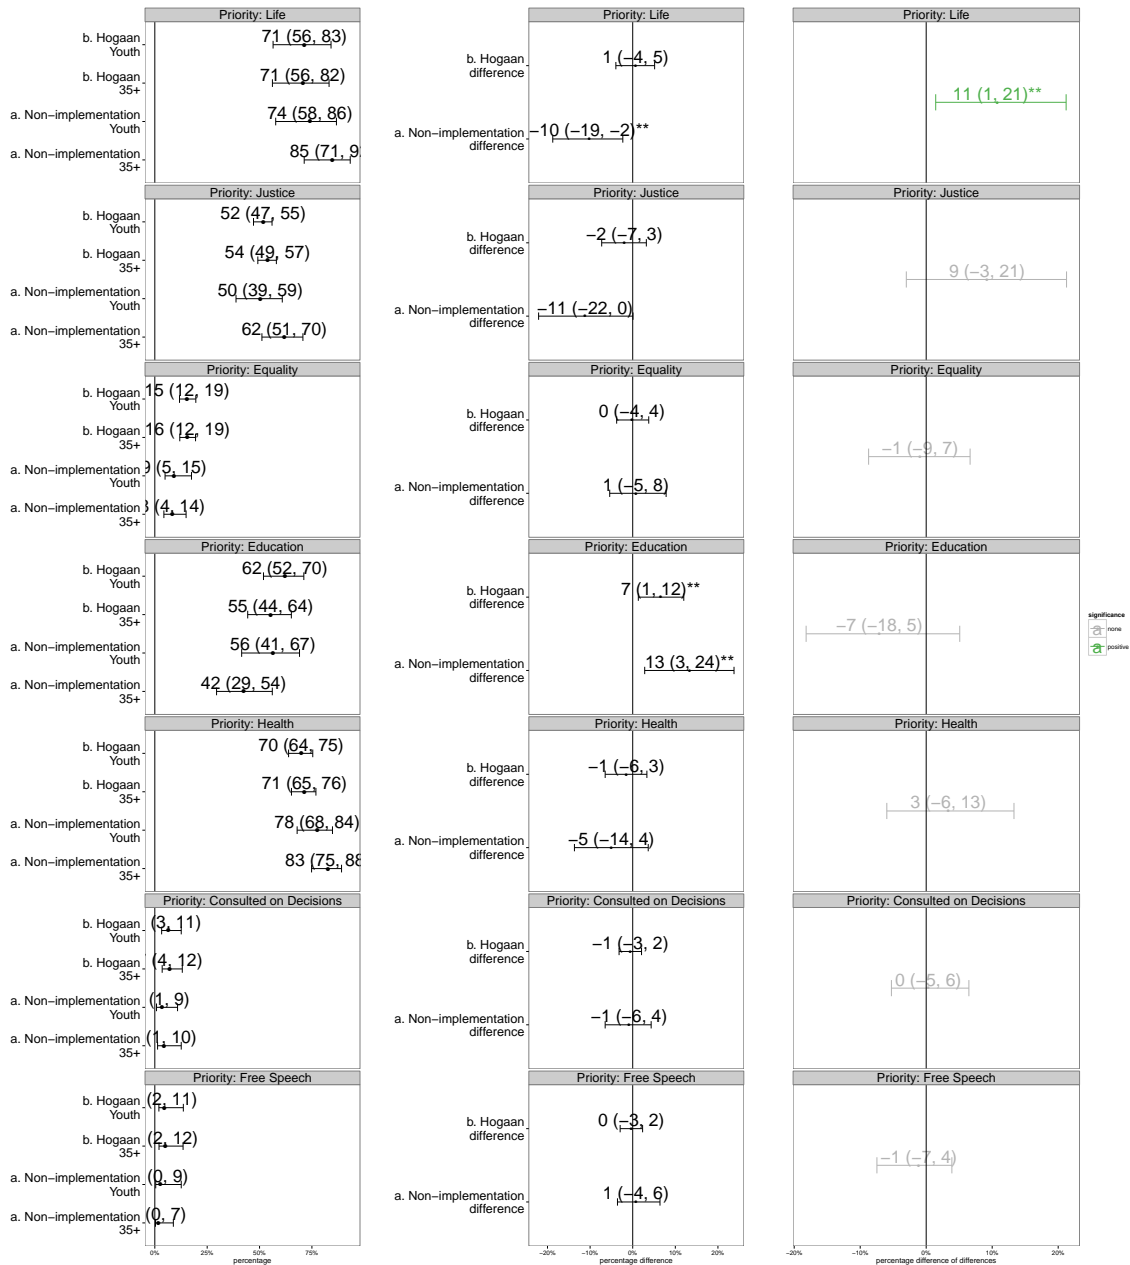 Priority: Life
b. Hogaan
Youth
71 (56, 83)
b. Hogaan
35+
71 (56, 82)
a. Non−implementation
Youth
74 (58, 86)
a. Non−implementation
35+
85 (71, 9
Priority: Life
b. Hogaan
difference
1 (−4, 5)
a. Non−implementation
difference
−10 (−19, −2)**
Priority: Life
11 (1, 21)**
Priority: Justice
b. Hogaan
Youth
52 (47, 55)
b. Hogaan
35+
54 (49, 57)
a. Non−implementation
Youth
50 (39, 59)
a. Non−implementation
35+
62 (51, 70)
Priority: Justice
b. Hogaan
difference
−2 (−7, 3)
a. Non−implementation
difference
−11 (−22, 0)
Priority: Justice
9 (−3, 21)
Priority: Equality
b. Hogaan
Youth
15 (12, 19)
b. Hogaan
35+
16 (12, 19)
a. Non−implementation
Youth
9 (5, 15)
a. Non−implementation
35+
(4, 14)
Priority: Equality
b. Hogaan
difference
0 (−4, 4)
a. Non−implementation
difference
1 (−5, 8)
Priority: Equality
−1 (−9, 7)
Priority: Education
b. Hogaan
Youth
62 (52, 70)
b. Hogaan
35+
55 (44, 64)
a. Non−implementation
Youth
56 (41, 67)
a. Non−implementation
35+
42 (29, 54)
Priority: Education
b. Hogaan
difference
7 (1, 12)**
a. Non−implementation
difference
13 (3, 24)**
Priority: Education
−7 (−18, 5)
significance
a none
a positive
Priority: Health
b. Hogaan
Youth
70 (64, 75)
b. Hogaan
35+
71 (65, 76)
a. Non−implementation
Youth
78 (68, 84)
a. Non−implementation
35+
83 (75, 88
Priority: Health
b. Hogaan
difference
−1 (−6, 3)
a. Non−implementation
difference
−5 (−14, 4)
Priority: Health
3 (−6, 13)
Priority: Consulted on Decisions
b. Hogaan
Youth
(3, 11)
b. Hogaan
35+
(4, 12)
a. Non−implementation
Youth
(1, 9)
a. Non−implementation
35+
(1, 10)
Priority: Consulted on Decisions
b. Hogaan
difference
−1 (−3, 2)
a. Non−implementation
difference
−1 (−6, 4)
Priority: Consulted on Decisions
0 (−5, 6)
Priority: Free Speech
b. Hogaan
Youth
(2, 11)
b. Hogaan
35+
(2, 12)
a. Non−implementation
Youth
(0, 9)
a. Non−implementation
35+
(0, 7)
0% 25% 50% 75%
percentage
Priority: Free Speech
b. Hogaan
difference
0 (−3, 2)
a. Non−implementation
difference
1 (−4, 6)
−20% −10% 0% 10% 20%
percentage difference
Priority: Free Speech
−1 (−7, 4)
−20% −10% 0% 10% 20%
percentage difference of differences